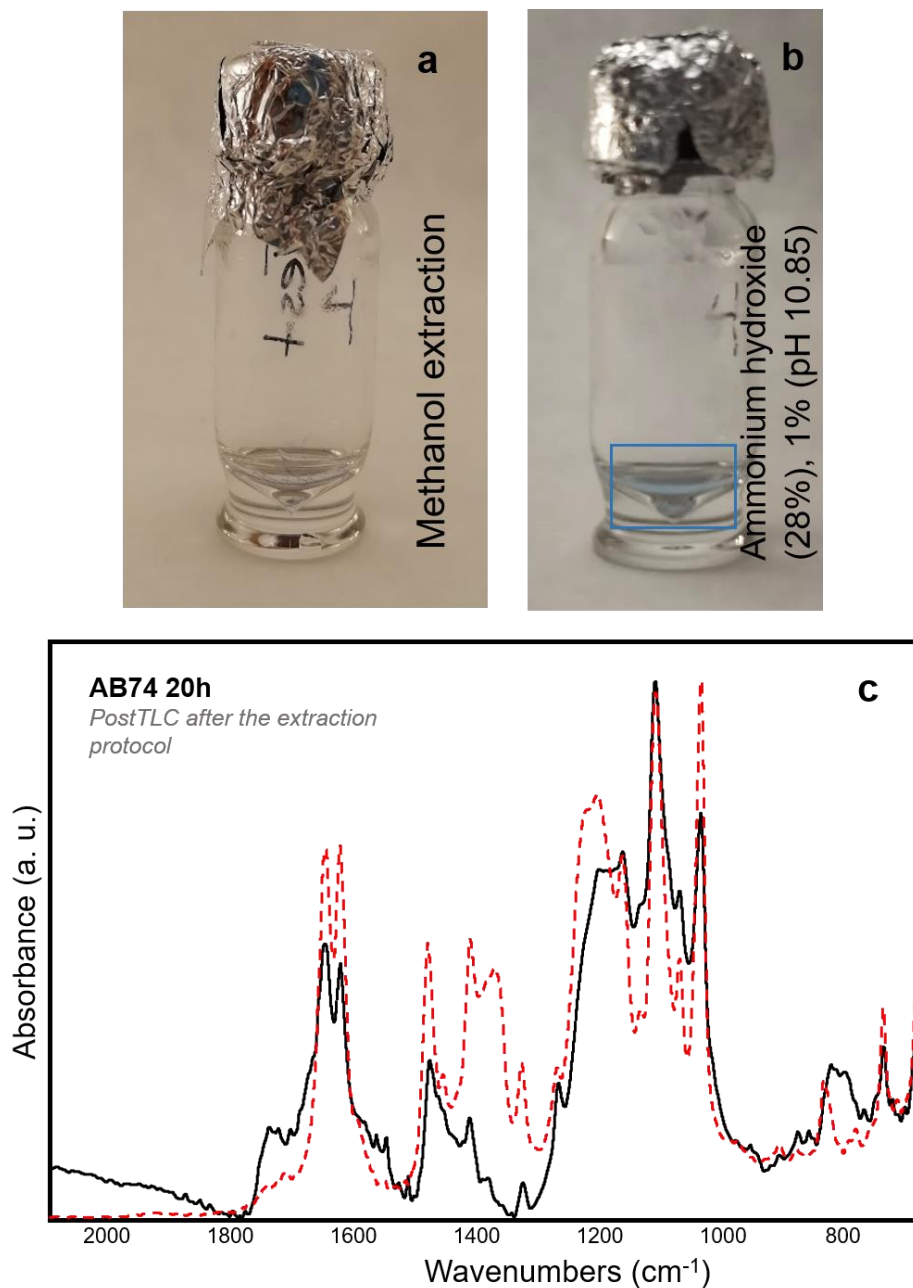 a
Methanol extraction
b
Ammonium hydroxide
(28%), 1% (pH 10.85)
AB74 20h
PostTLC after the extraction
protocol
c
Absorbance (a. u.)
2000 1800 1600 1400 1200 1000 800
Wavenumbers (cm⁻¹)